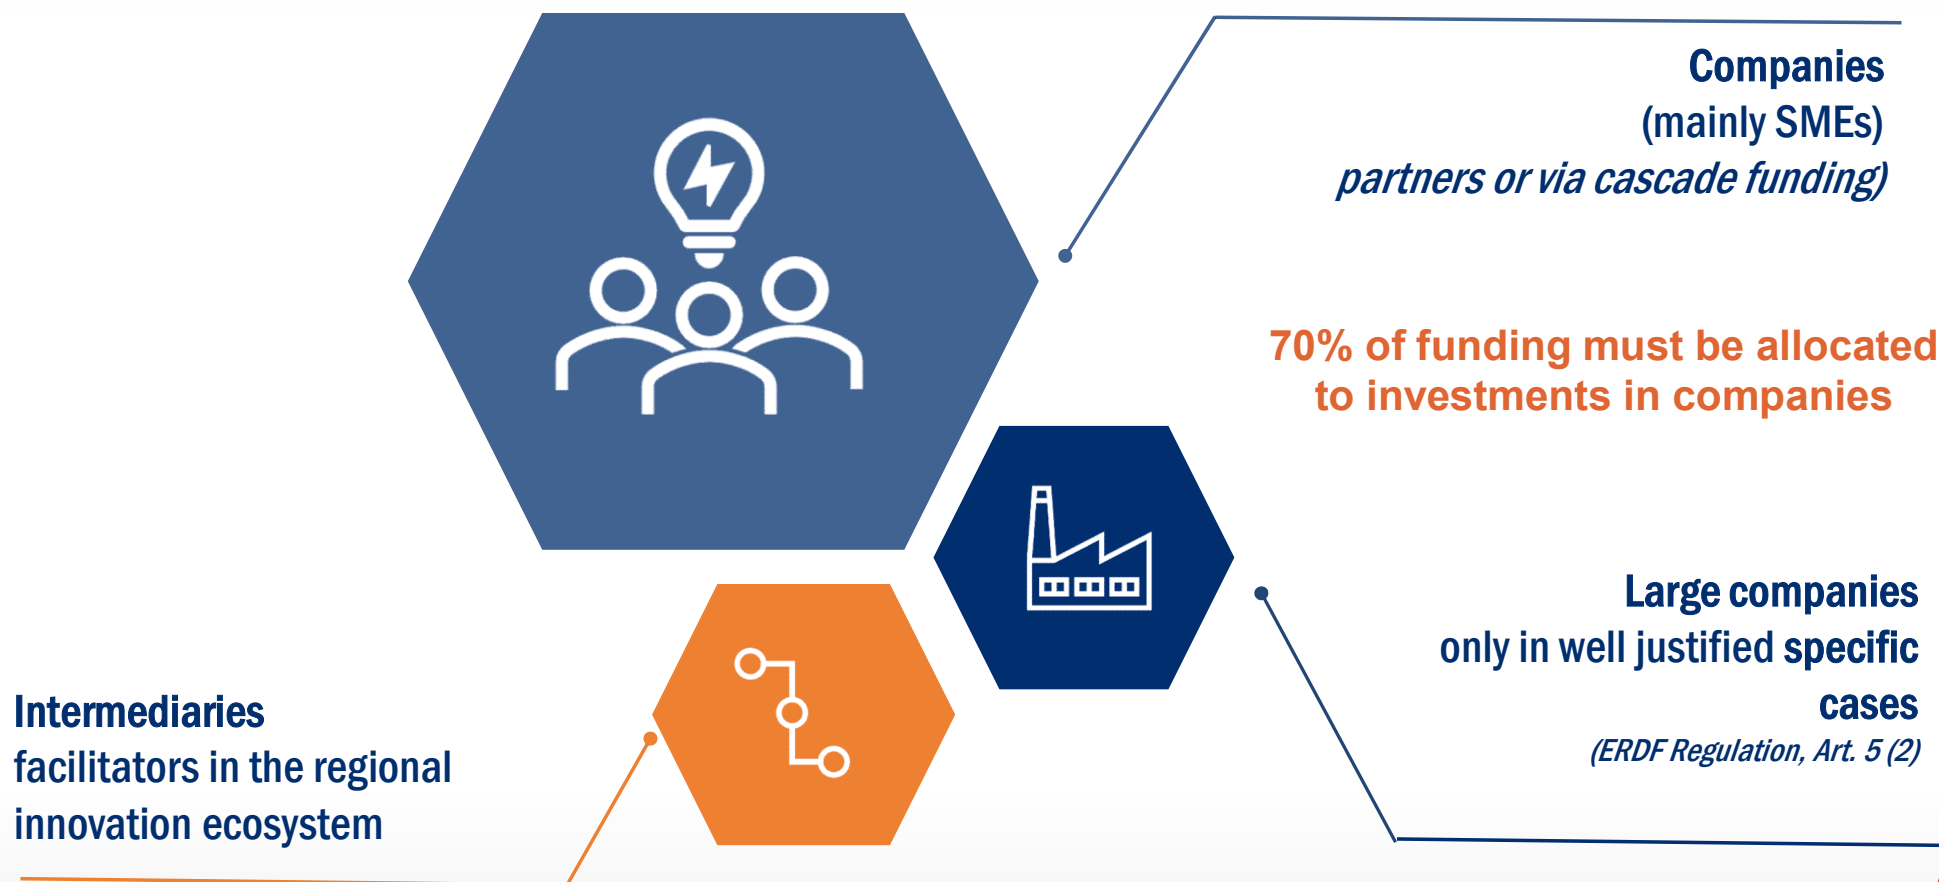 Companies
(mainly SMEs)
partners or via cascade funding)
70% of funding must be allocated
to investments in companies
Large companies
only in well justified specific
cases
(ERDF Regulation, Art. 5 (2)
Intermediaries
facilitators in the regional
innovation ecosystem